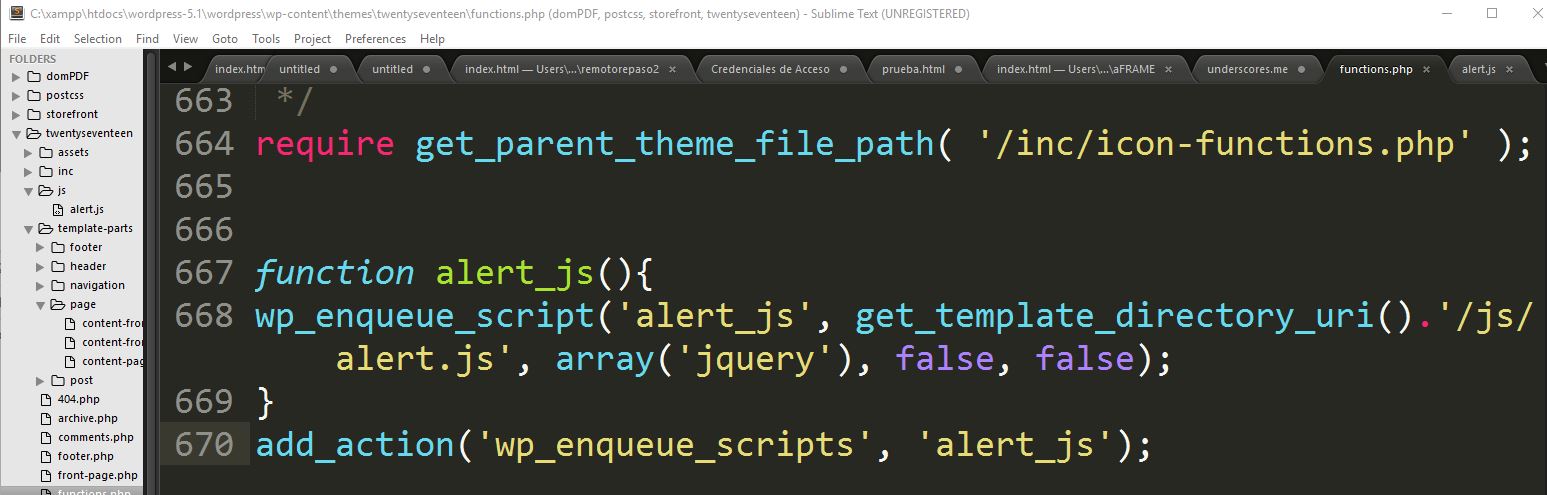 C:\xampp\htdocs\wordpress-5.1\wordpress\wp-content\themes\twentyseventeen\functions.php (domPDF, postcss, storefront, twentyseventeen) - Sublime Text (UNREGISTERED)
File Edit Selection Find View Goto Tools Project Preferences Help
FOLDERS
domPDF
postcss
storefront
twentyseventeen
assets
inc
js
alert.js
template-parts
footer
header
navigation
page
content-fror
content-fror
content-pag
post
404.php
archive.php
comments.php
footer.php
front-page.php
functions.php
index.htm untitled untitled index.html — Users\...\remotorepaso2 × Credenciales de Acceso prueba.html index.html — Users\...\aFRAME × underscores.me functions.php × alert.js ×
663 */
664 require get_parent_theme_file_path( '/inc/icon-functions.php' );
665
666
667 function alert_js(){
668 wp_enqueue_script('alert_js', get_template_directory_uri().'/js/
alert.js', array('jquery'), false, false);
669 }
670 add_action('wp_enqueue_scripts', 'alert_js');